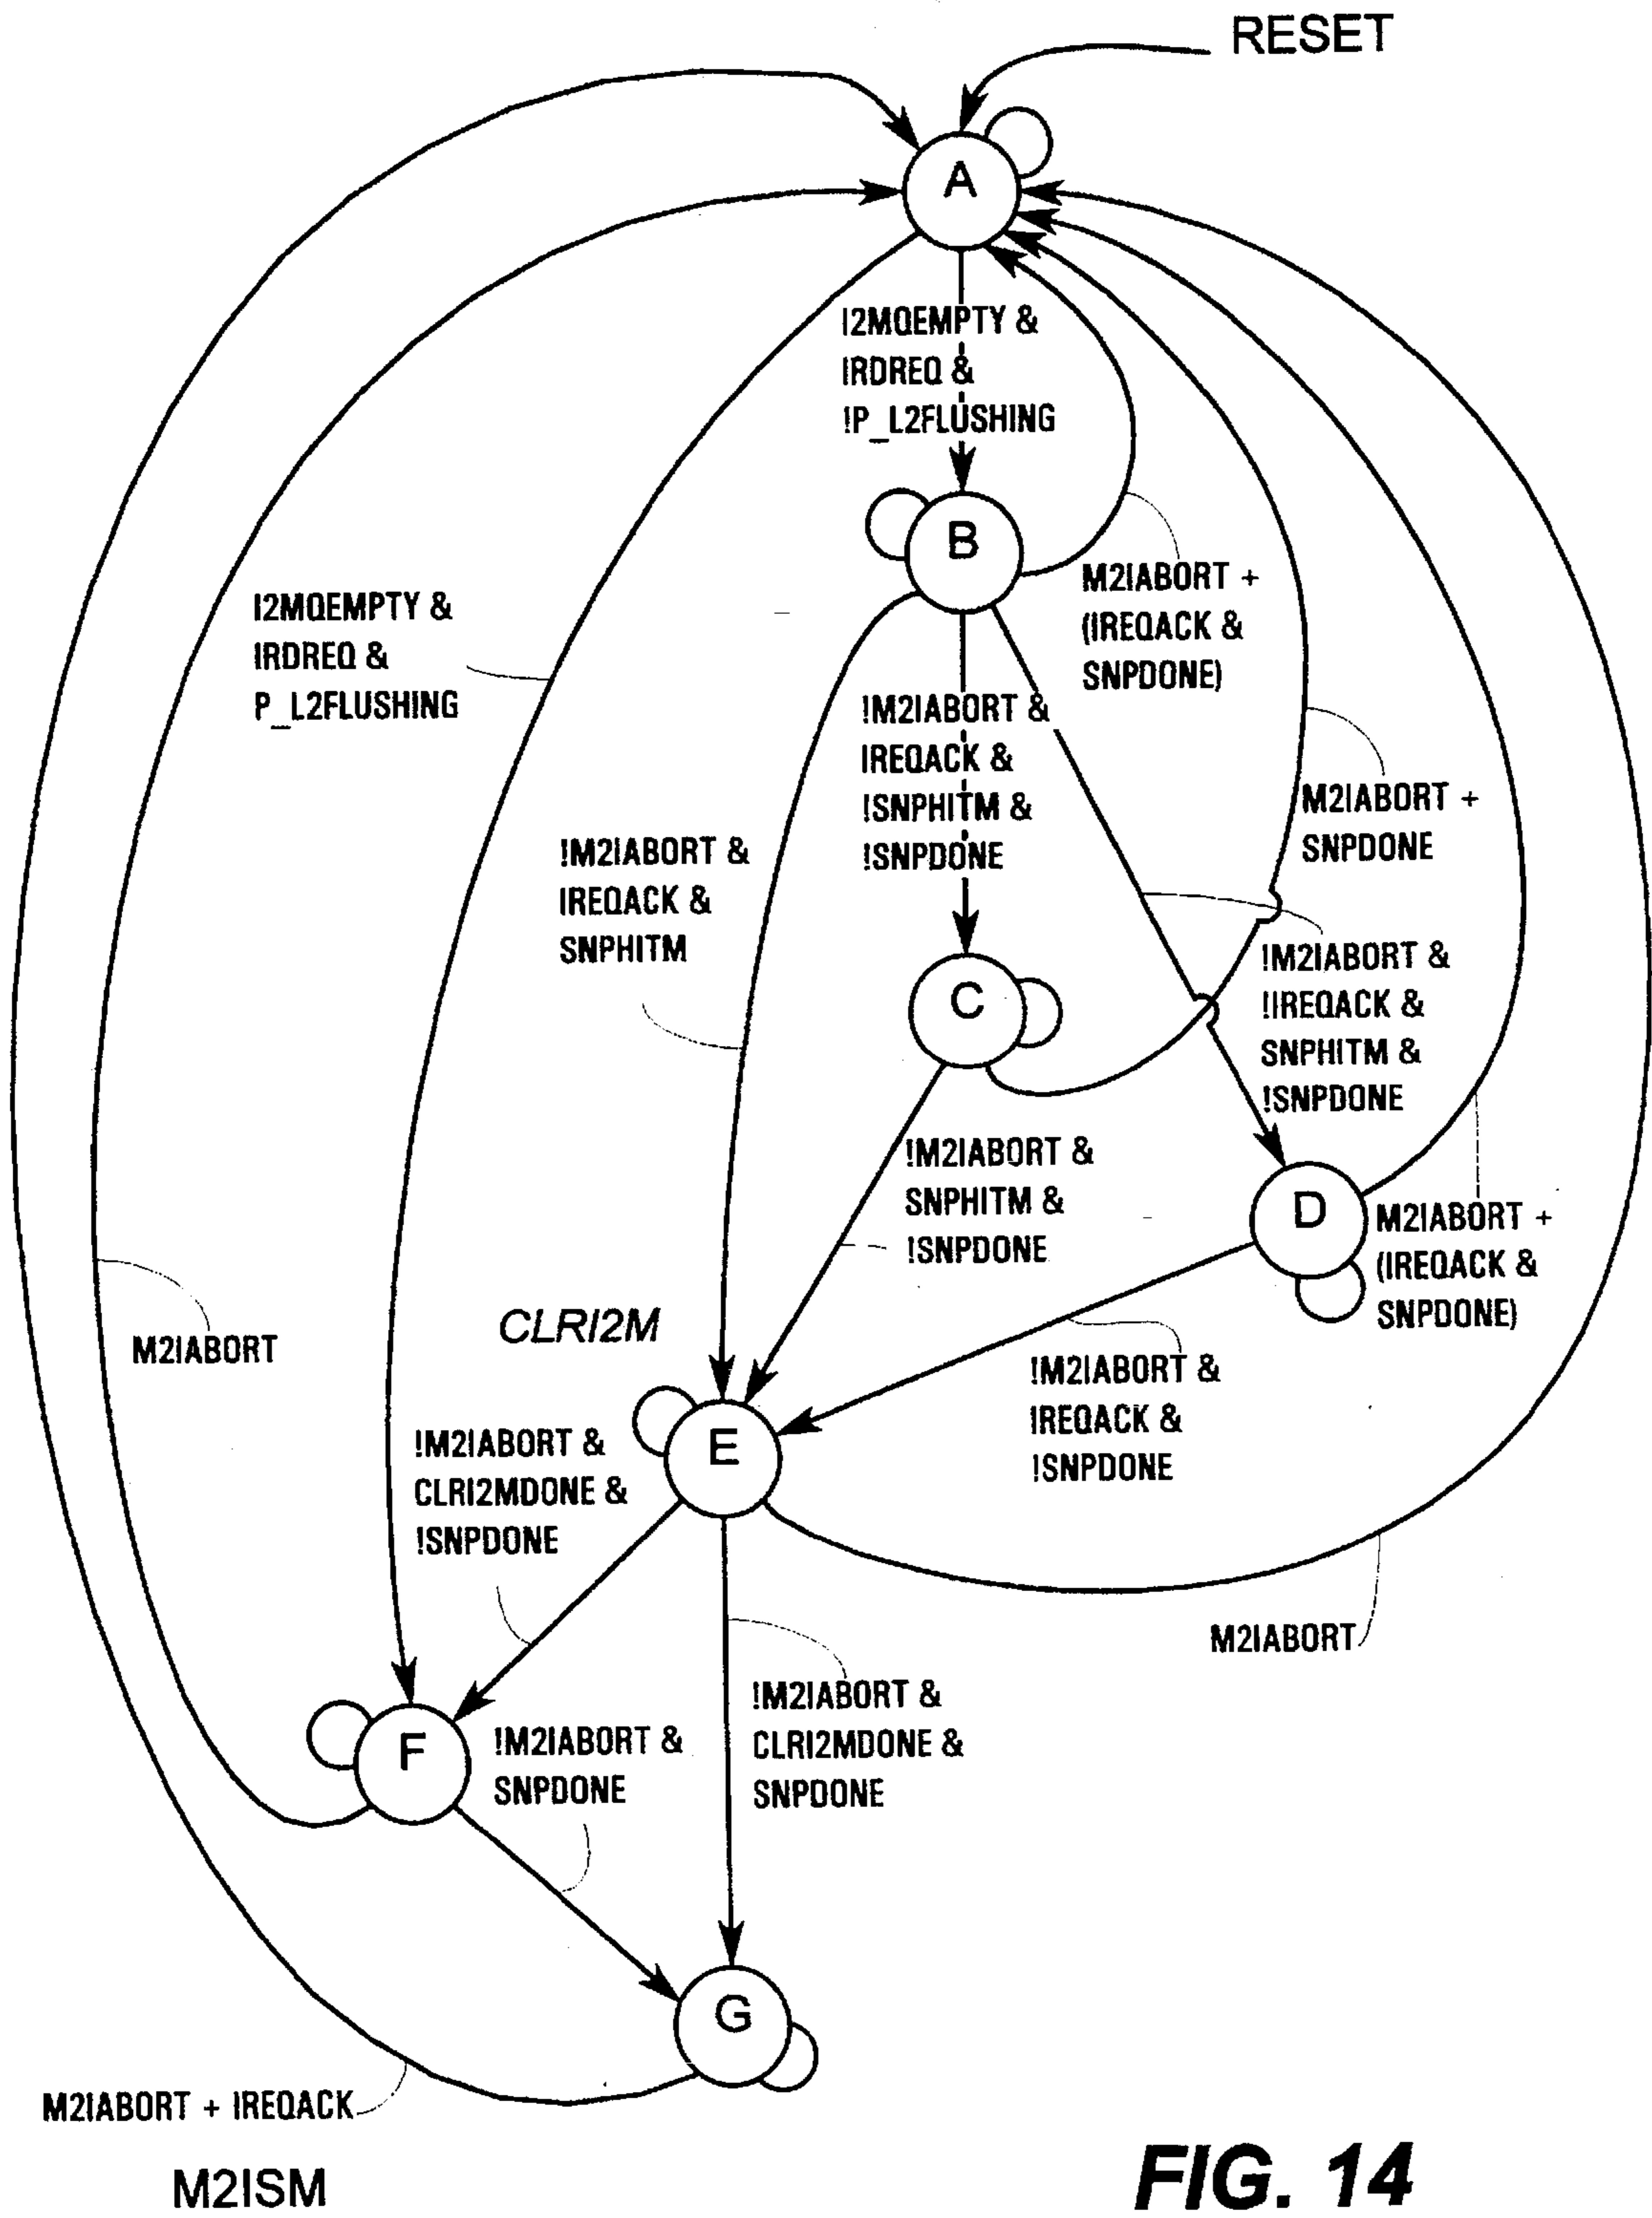 RESET
A
I2MQEMPTY &
IRDREQ &
!P_L2FLUSHING
B
M2IABORT +
(IREQACK &
SNPDONE)
I2MQEMPTY &
IRDREQ &
P_L2FLUSHING
!M2IABORT &
IREQACK &
!SNPHITM &
!SNPDONE
M2IABORT +
SNPDONE
!M2IABORT &
IREQACK &
SNPHITM
!M2IABORT &
!IREQACK &
SNPHITM &
!SNPDONE
C
!M2IABORT &
SNPHITM &
!SNPDONE
D
M2IABORT +
(IREQACK &
SNPDONE)
M2IABORT
CLRI2M
!M2IABORT &
IREQACK &
!SNPDONE
E
!M2IABORT &
CLRI2MDONE &
!SNPDONE
M2IABORT
F
!M2IABORT &
SNPDONE
!M2IABORT &
CLRI2MDONE &
SNPDONE
G
M2IABORT + IREQACK
M2ISM
FIG. 14